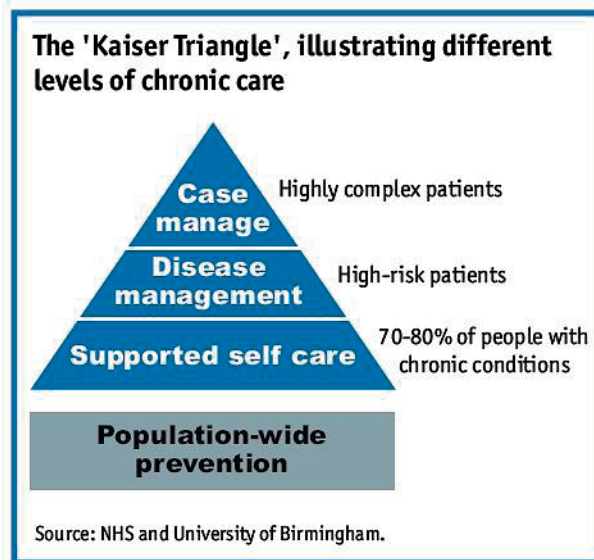 The 'Kaiser Triangle', illustrating different
levels of chronic care
Case
manage
Highly complex patients
Disease
management
High-risk patients
Supported self care
70-80% of people with
chronic conditions
Population-wide
prevention
Source: NHS and University of Birmingham.